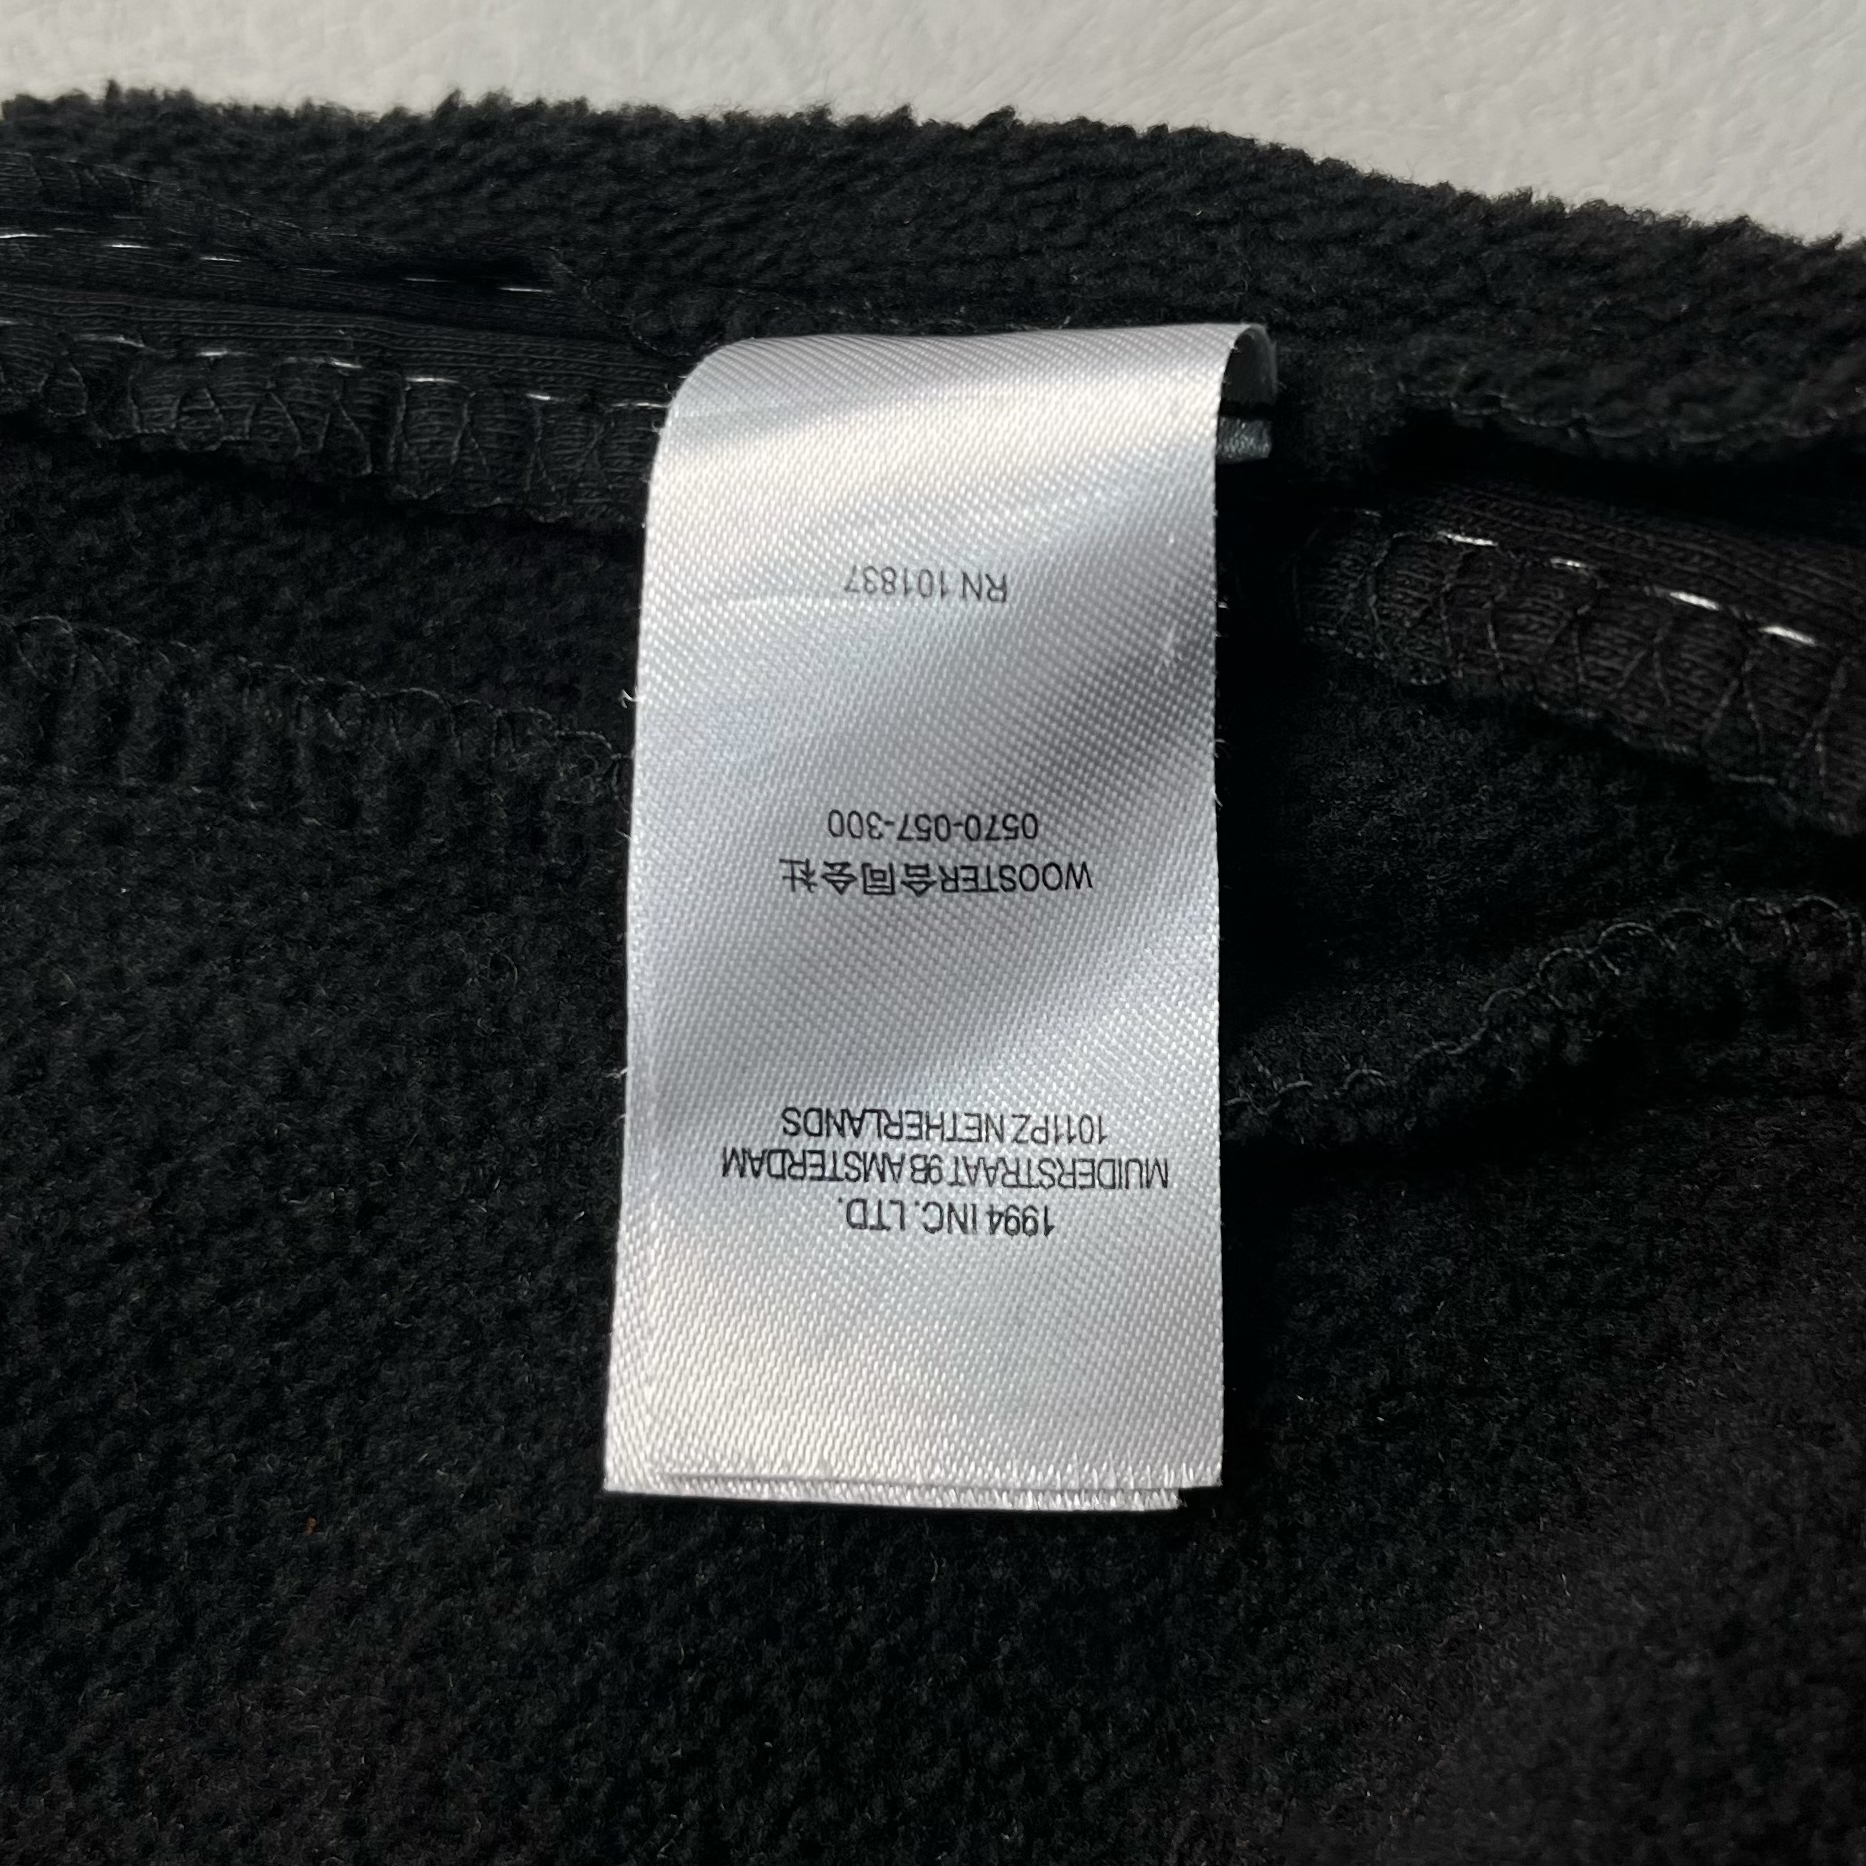 1994 INC. LTD.
MUIDERSTRAAT 9B AMSTERDAM
1011PZ NETHERLANDS
WOOSTER合同会社
0570-057-300
RN 101837